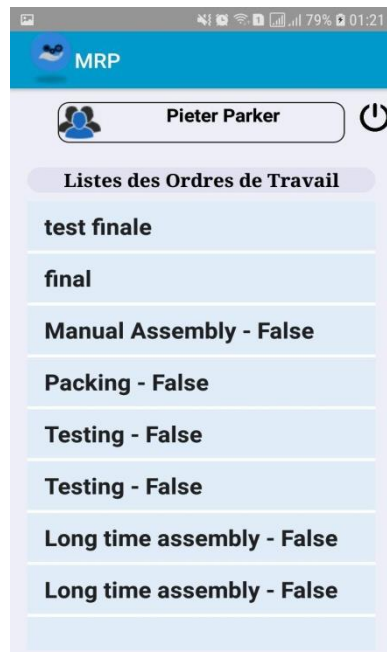 79% 01:21
MRP
Pieter Parker
Listes des Ordres de Travail
test finale
final
Manual Assembly - False
Packing - False
Testing - False
Testing - False
Long time assembly - False
Long time assembly - False